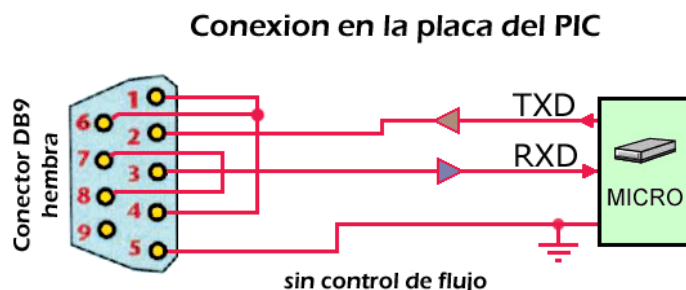 Conexion en la placa del PIC
Conector DB9
hembra
1
6
2
7
3
8
4
9
5
TXD
RXD
MICRO
sin control de flujo